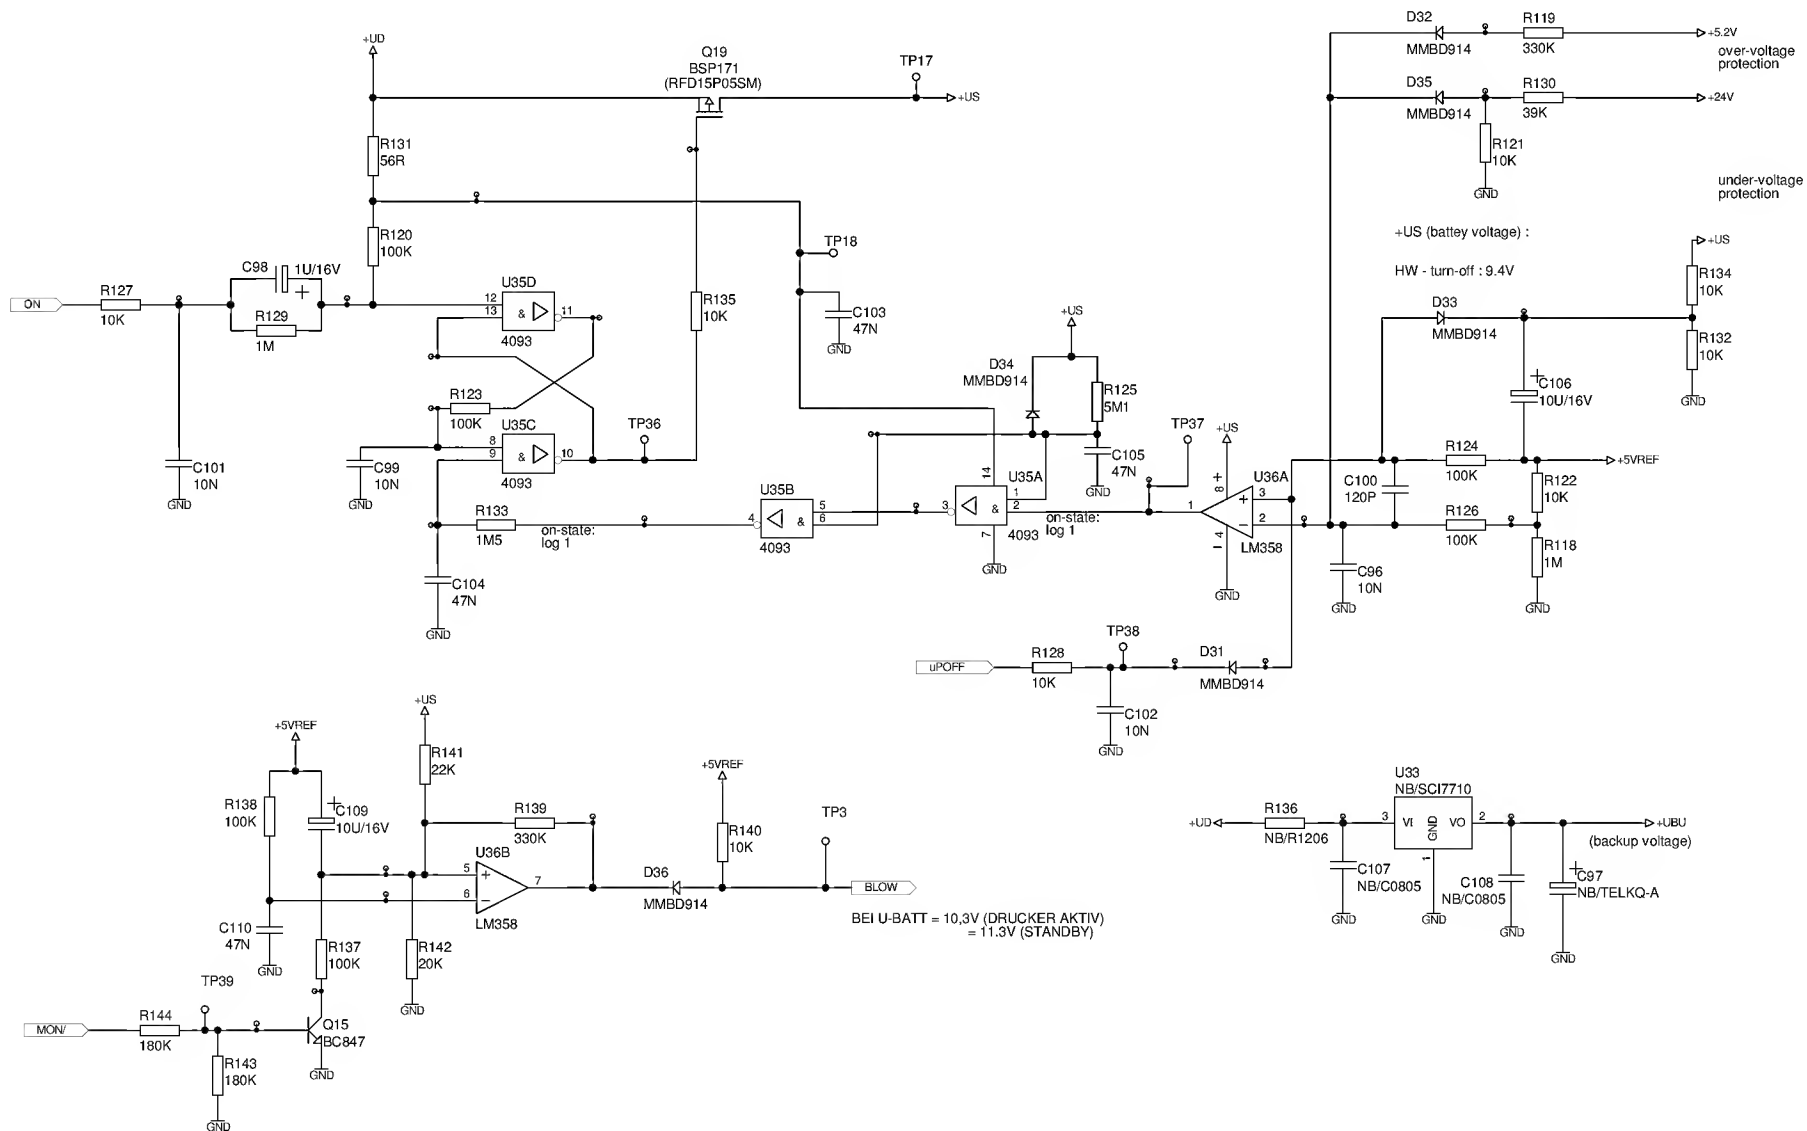 +UD
Q19
BSP171
(RFD15P05SM)
TP17
+US
R131
56R
R120
100K
TP18
C98
1U/16V
+
R129
1M
ON
R127
10K
C101
10N
GND
U35D
12
13
&
11
4093
R123
100K
U35C
8
9
&
10
4093
C99
10N
GND
TP36
R135
10K
C103
47N
GND
R133
1M5
on-state:
log 1
C104
47N
GND
U35B
4
&
5
6
4093
+US
D34
MMBD914
R125
5M1
C105
47N
GND
14
U35A
3
&
1
2
7
4093
GND
on-state:
log 1
TP37
+US
8 +
U36A
1
+
−
3
2
4
LM358
GND
D32
MMBD914
R119
330K
+5.2V
over-voltage
protection
D35
MMBD914
R130
39K
+24V
R121
10K
GND
under-voltage
protection
+US (battey voltage) :
HW - turn-off : 9.4V
+US
R134
10K
D33
MMBD914
R132
10K
GND
+
C106
10U/16V
R124
100K
+5VREF
C100
120P
R122
10K
R126
100K
R118
1M
GND
C96
10N
GND
uPOFF
R128
10K
TP38
D31
MMBD914
C102
10N
GND
+5VREF
R138
100K
+
C109
10U/16V
+US
R141
22K
R139
330K
U36B
5
+
6
−
7
LM358
D36
MMBD914
+5VREF
R140
10K
TP3
BLOW
BEI U-BATT = 10,3V (DRUCKER AKTIV)
= 11.3V (STANDBY)
C110
47N
GND
R137
100K
R142
20K
GND
TP39
MON/
R144
180K
R143
180K
GND
Q15
BC847
GND
+UD
R136
NB/R1206
C107
NB/C0805
GND
U33
NB/SCI7710
3
VI
GND
VO
2
1
GND
C108
NB/C0805
GND
+
C97
NB/TELKQ-A
GND
+UBU
(backup voltage)